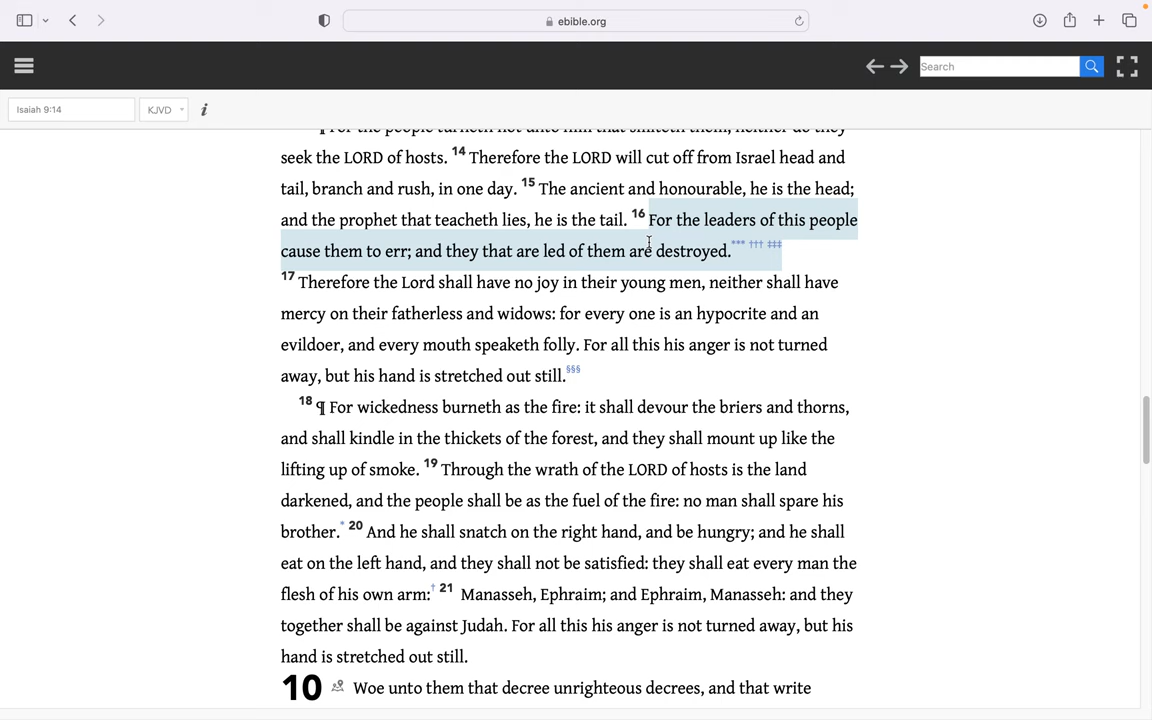 ebible.org
Search
Isaiah 9:14 KJVD i
¶ For the people turneth not unto him that smiteth them, neither do they
seek the LORD of hosts. 14 Therefore the LORD will cut off from Israel head and
tail, branch and rush, in one day. 15 The ancient and honourable, he is the head;
and the prophet that teacheth lies, he is the tail. 16 For the leaders of this people
cause them to err; and they that are led of them are destroyed.*** ††† ‡‡‡
17 Therefore the Lord shall have no joy in their young men, neither shall have
mercy on their fatherless and widows: for every one is an hypocrite and an
evildoer, and every mouth speaketh folly. For all this his anger is not turned
away, but his hand is stretched out still.§§§
18 ¶ For wickedness burneth as the fire: it shall devour the briers and thorns,
and shall kindle in the thickets of the forest, and they shall mount up like the
lifting up of smoke. 19 Through the wrath of the LORD of hosts is the land
darkened, and the people shall be as the fuel of the fire: no man shall spare his
brother.* 20 And he shall snatch on the right hand, and be hungry; and he shall
eat on the left hand, and they shall not be satisfied: they shall eat every man the
flesh of his own arm:† 21 Manasseh, Ephraim; and Ephraim, Manasseh: and they
together shall be against Judah. For all this his anger is not turned away, but his
hand is stretched out still.
10 Woe unto them that decree unrighteous decrees, and that write